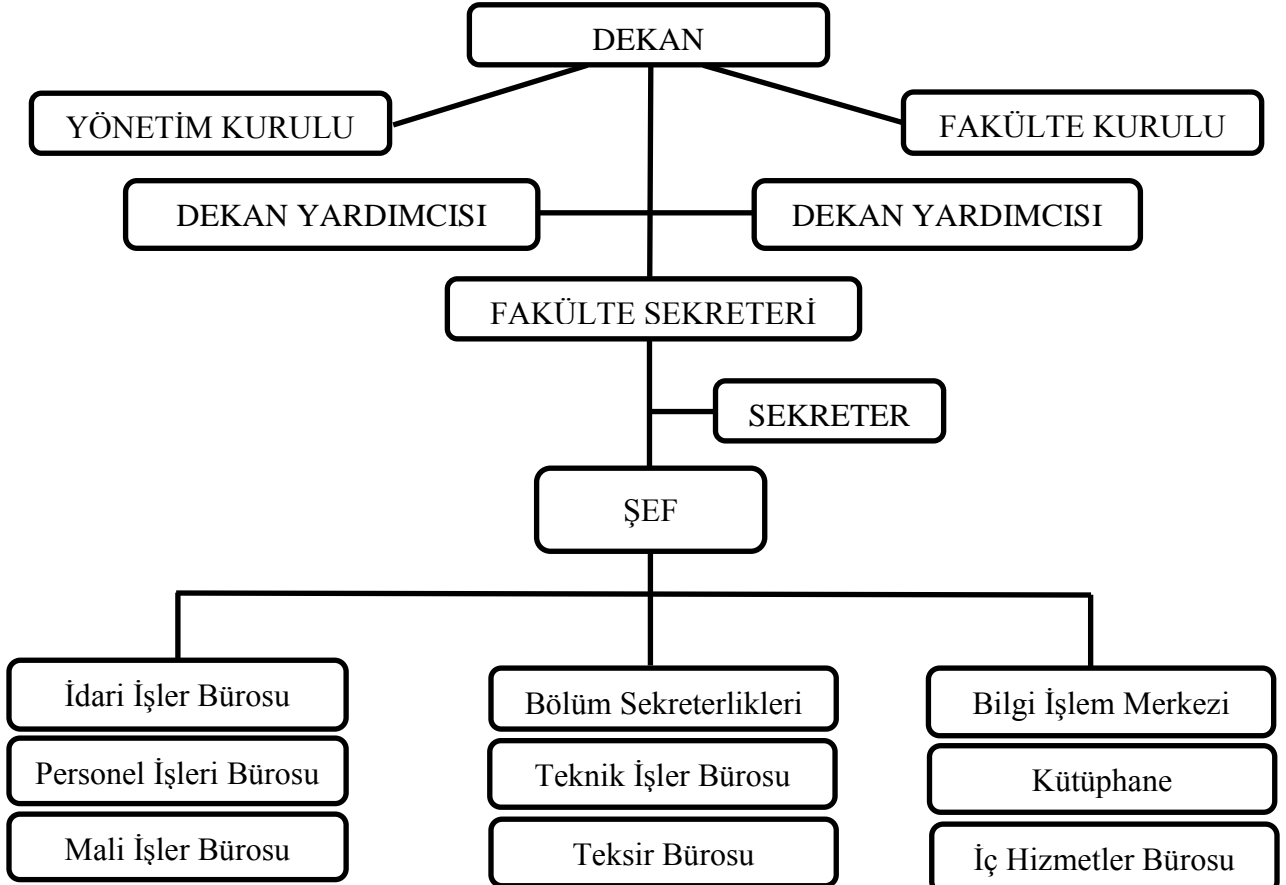 DEKAN
YÖNETİM KURULU
FAKÜLTE KURULU
DEKAN YARDIMCISI
DEKAN YARDIMCISI
FAKÜLTE SEKRETERİ
SEKRETER
ŞEF
İdari İşler Bürosu
Bölüm Sekreterlikleri
Bilgi İşlem Merkezi
Personel İşleri Bürosu
Teknik İşler Bürosu
Kütüphane
Mali İşler Bürosu
Teksir Bürosu
İç Hizmetler Bürosu